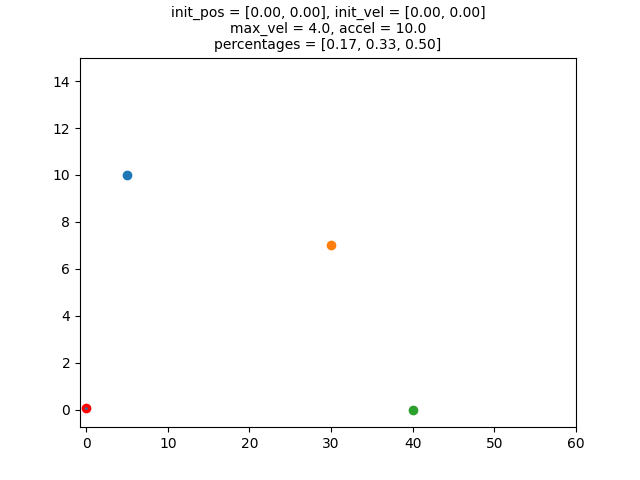 init_pos = [0.00, 0.00], init_vel = [0.00, 0.00]
max_vel = 4.0, accel = 10.0
percentages = [0.17, 0.33, 0.50]
14
12
10
8
6
4
2
0
0 10 20 30 40 50 60